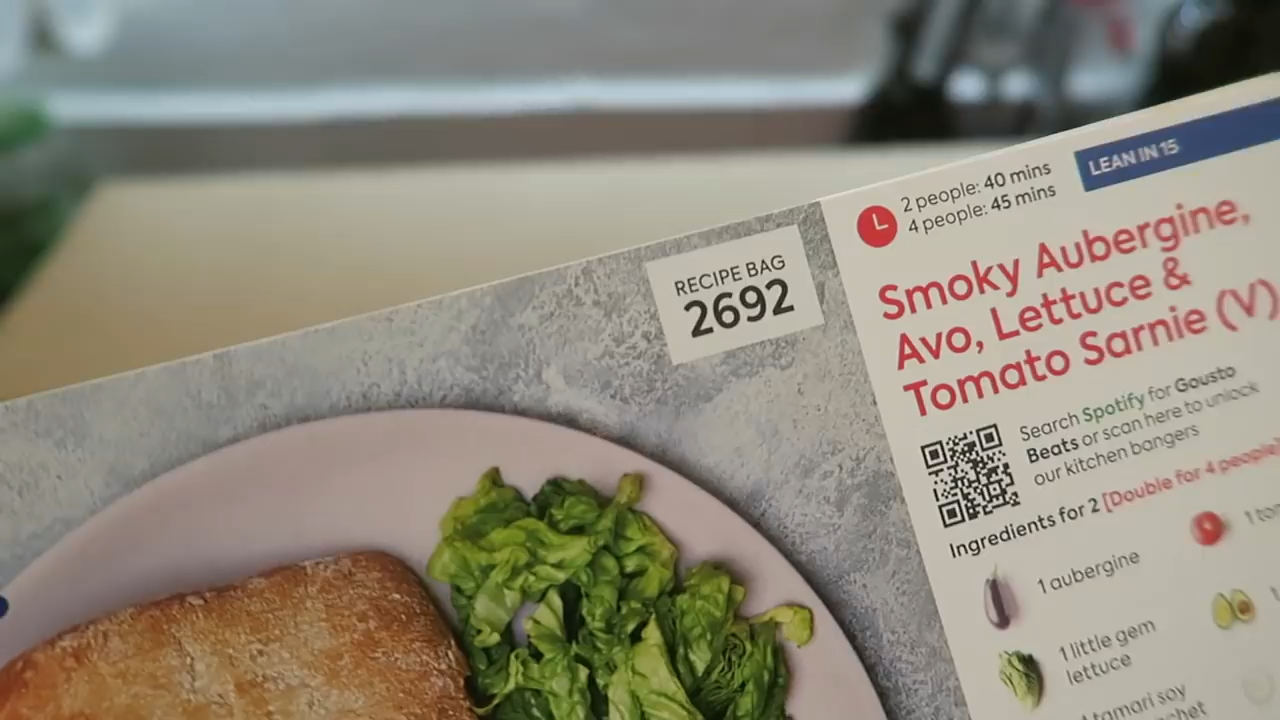 RECIPE BAG
2692
2 people: 40 mins
4 people: 45 mins
LEAN IN 15
Smoky Aubergine,
Avo, Lettuce &
Tomato Sarnie (V)
Search Spotify for Gousto
Beats or scan here to unlock
our kitchen bangers
Ingredients for 2 [Double for 4 people]
1 aubergine
1 little gem
lettuce
tamari soy